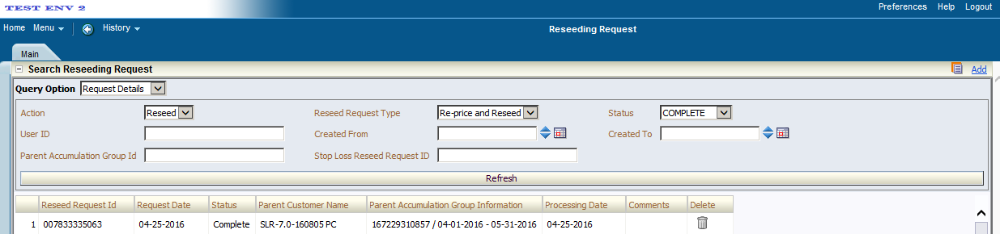 TEST ENV 2
Preferences Help Logout
Home Menu History Reseeding Request
Main
Search Reseeding Request Add
Query Option Request Details
Action Reseed Reseed Request Type Re-price and Reseed Status COMPLETE
User ID Created From Created To
Parent Accumulation Group Id Stop Loss Reseed Request ID
Refresh
Reseed Request Id Request Date Status Parent Customer Name Parent Accumulation Group Information Processing Date Comments Delete
1 007833335063 04-25-2016 Complete SLR-7.0-160805 PC 167229310857 / 04-01-2016 - 05-31-2016 04-25-2016